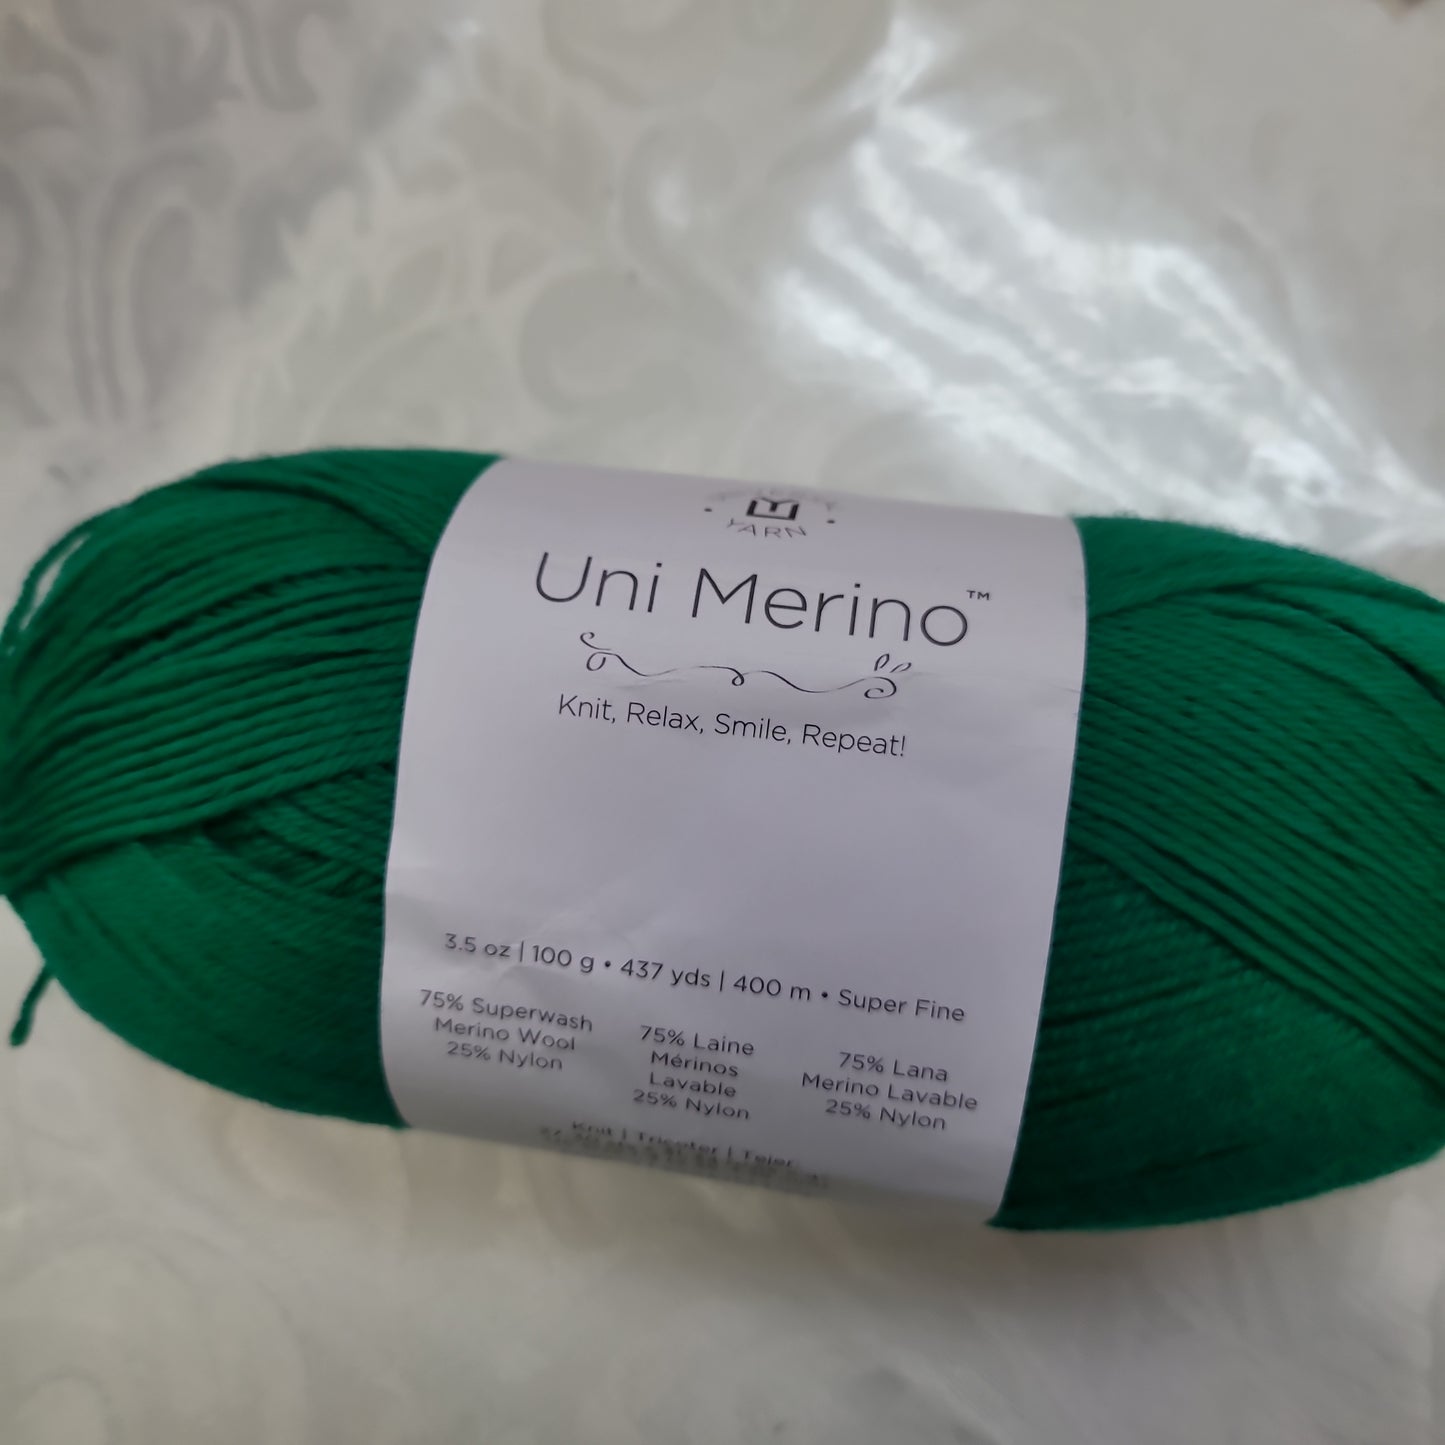 YARN
Uni Merino™
Knit, Relax, Smile, Repeat!
3.5 oz | 100 g • 437 yds | 400 m • Super Fine
75% Superwash
Merino Wool
25% Nylon
75% Laine
Mérinos
Lavable
25% Nylon
75% Lana
Merino Lavable
25% Nylon
Knit | Tricoter | Tejer